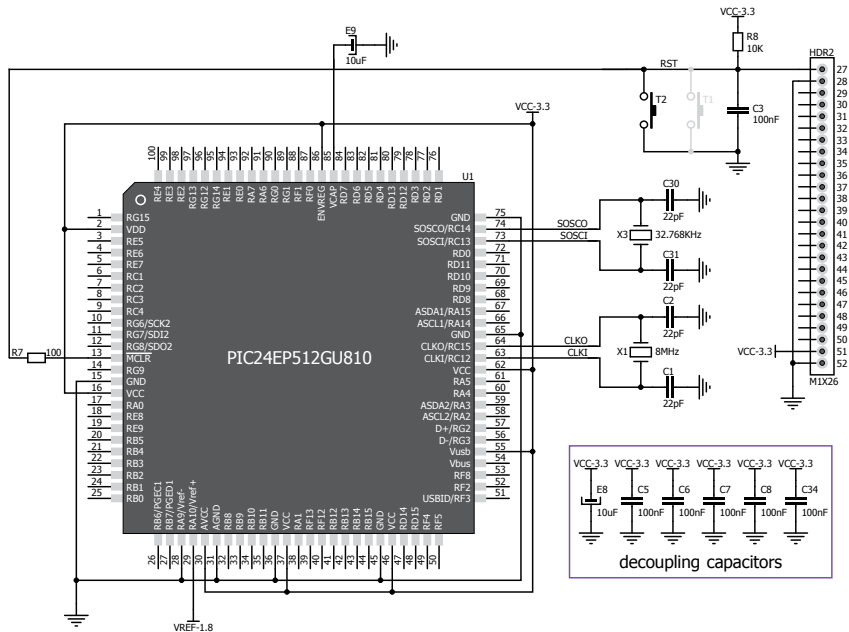 VCC-3.3
E9
10uF
R8
10K
RST
HDR2
T2
T1
C3
100nF
VCC-3.3
100 99 98 97 96 95 94 93 92 91 90 89 88 87 86 85 84 83 82 81 80 79 78 77 76
RE4 RE3 RE2 RG13 RG12 RG14 RE1 RE0 RA7 RA6 RG0 RG1 RF1 RF0 ENVREG VCAP RD7 RD6 RD5 RD4 RD13 RD12 RD3 RD2 RD1
U1
1 RG15
2 VDD
3 RE5
4 RE6
5 RE7
6 RC1
7 RC2
8 RC3
9 RC4
10 RG6/SCK2
11 RG7/SDI2
12 RG8/SDO2
13 MCLR
14 RG9
15 GND
16 VCC
17 RA0
18 RE8
19 RE9
20 RB5
21 RB4
22 RB3
23 RB2
24 RB1
25 RB0
R7 100
PIC24EP512GU810
GND 75
SOSCO/RC14 74
SOSCI/RC13 73
RD0 72
RD11 71
RD10 70
RD9 69
RD8 68
ASDA1/RA15 67
ASCL1/RA14 66
GND 65
CLKO/RC15 64
CLKI/RC12 63
VCC 62
RA5 61
RA4 60
ASDA2/RA3 59
ASCL2/RA2 58
D+/RG2 57
D-/RG3 56
Vusb 55
Vbus 54
RF8 53
RF2 52
USBID/RF3 51
RB6/PGEC1 RB7/PGED1 RA9/Vref- RA10/Vref+ AVCC AGND RB8 RB9 RB10 RB11 GND VCC RA1 RF13 RF12 RB12 RB13 RB14 RB15 GND VCC RD14 RD15 RF4 RF5
26 27 28 29 30 31 32 33 34 35 36 37 38 39 40 41 42 43 44 45 46 47 48 49 50
VREF-1.8
SOSCO
SOSCI
C30
22pF
X3 32.768KHz
C31
22pF
CLKO
CLKI
C2
22pF
X1 8MHz
C1
22pF
27
28
29
30
31
32
33
34
35
36
37
38
39
40
41
42
43
44
45
46
47
48
49
50
VCC-3.3 51
52
M1X26
VCC-3.3 VCC-3.3 VCC-3.3 VCC-3.3 VCC-3.3 VCC-3.3
E8 C5 C6 C7 C8 C34
10uF 100nF 100nF 100nF 100nF 100nF
decoupling capacitors